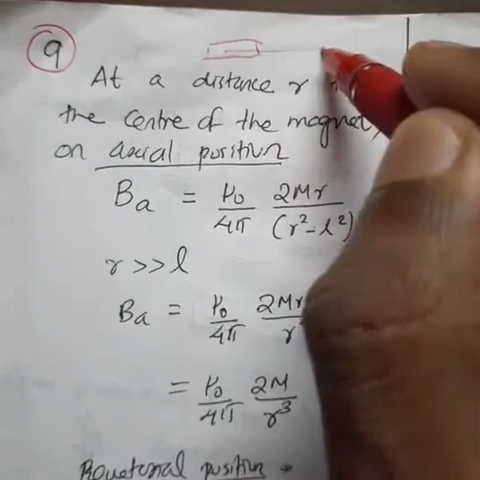 9
At a distance r
the centre of the magnet,
on axial position
Ba = μ0/4π 2Mr/(r²-l²)
r >> l
Ba = μ0/4π 2Mr/r
= μ0/4π 2M/r³
Equatorial position